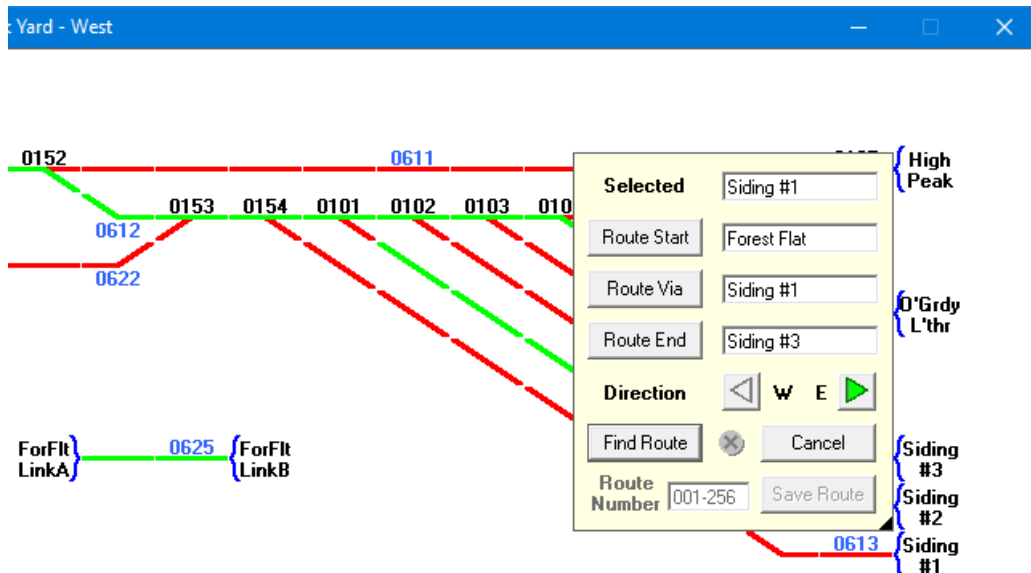 Yard - West
0152
0611
High
Peak
0153 0154 0101 0102 0103 010
0612
0622
Selected Siding #1
Route Start Forest Flat
Route Via Siding #1
Route End Siding #3
Direction W E
Find Route Cancel
Route
Number 001-256 Save Route
O'Grdy
L'thr
ForFlt
LinkA
0625
ForFlt
LinkB
Siding
#3
Siding
#2
0613
Siding
#1